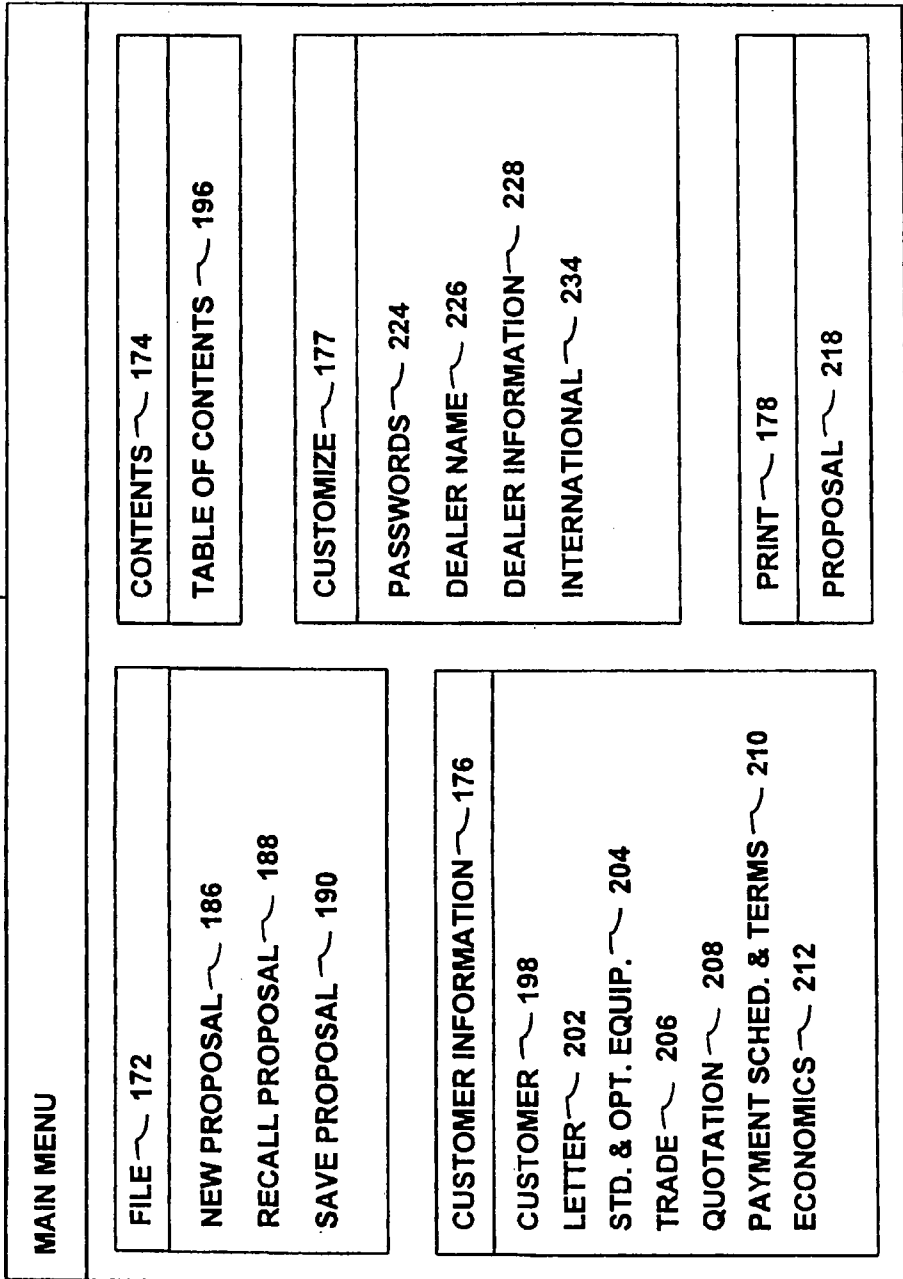 MAIN MENU
FILE 172
NEW PROPOSAL 186
RECALL PROPOSAL 188
SAVE PROPOSAL 190
CUSTOMER INFORMATION 176
CUSTOMER 198
LETTER 202
STD. & OPT. EQUIP. 204
TRADE 206
QUOTATION 208
PAYMENT SCHED. & TERMS 210
ECONOMICS 212
CONTENTS 174
TABLE OF CONTENTS 196
CUSTOMIZE 177
PASSWORDS 224
DEALER NAME 226
DEALER INFORMATION 228
INTERNATIONAL 234
PRINT 178
PROPOSAL 218